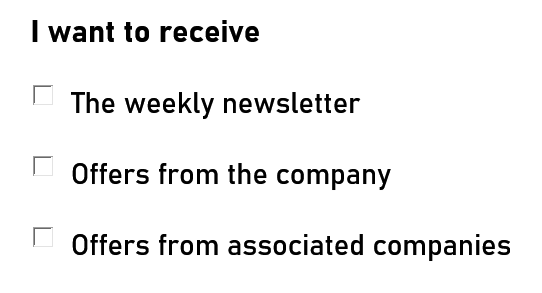 I want to receive
The weekly newsletter
Offers from the company
Offers from associated companies